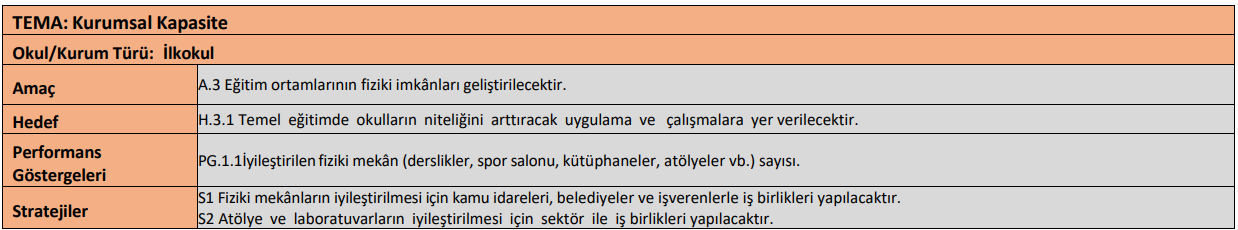 TEMA: Kurumsal Kapasite
Okul/Kurum Türü: İlkokul
Amaç
A.3 Eğitim ortamlarının fiziki imkânları geliştirilecektir.
Hedef
H.3.1 Temel eğitimde okulların niteliğini arttıracak uygulama ve çalışmalara yer verilecektir.
Performans
Göstergeleri
PG.1.1İyileştirilen fiziki mekân (derslikler, spor salonu, kütüphaneler, atölyeler vb.) sayısı.
Stratejiler
S1 Fiziki mekânların iyileştirilmesi için kamu idareleri, belediyeler ve işverenlerle iş birlikleri yapılacaktır.
S2 Atölye ve laboratuvarların iyileştirilmesi için sektör ile iş birlikleri yapılacaktır.